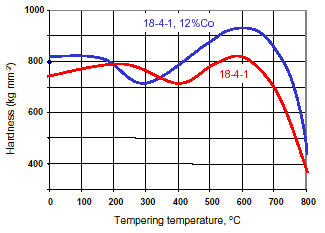 1000
18-4-1, 12%Co
800
18-4-1
600
400
Hardness (kg mm-2)
0 100 200 300 400 500 600 700 800
Tempering temperature, ºC